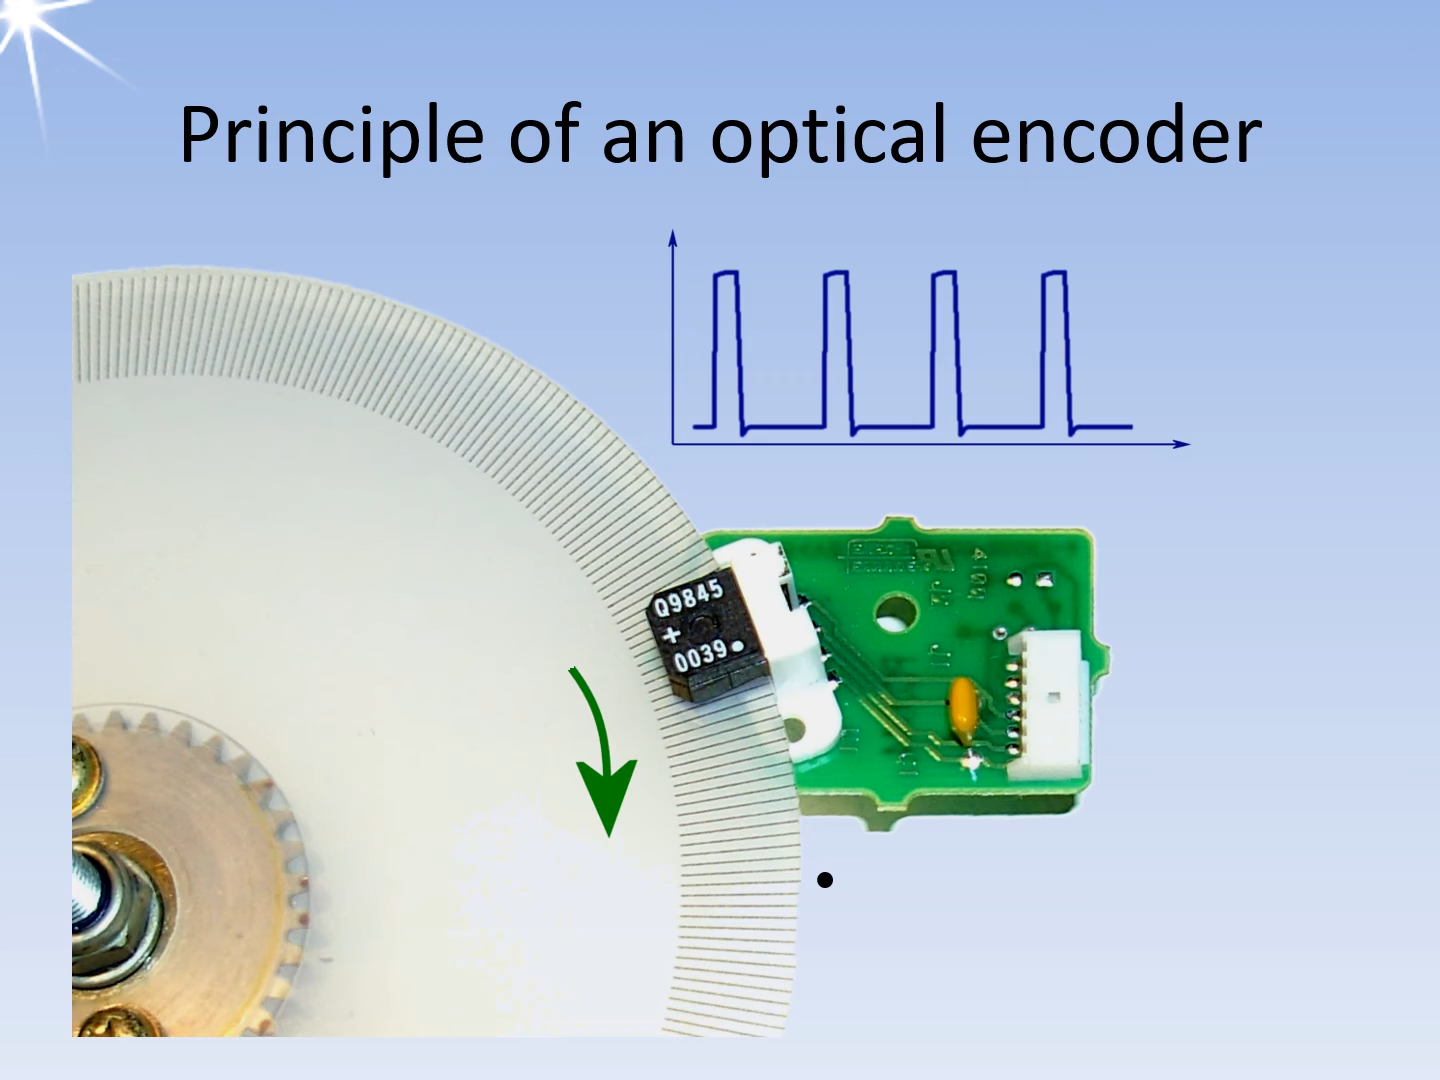 Principle of an optical encoder
Q9845
+
0039